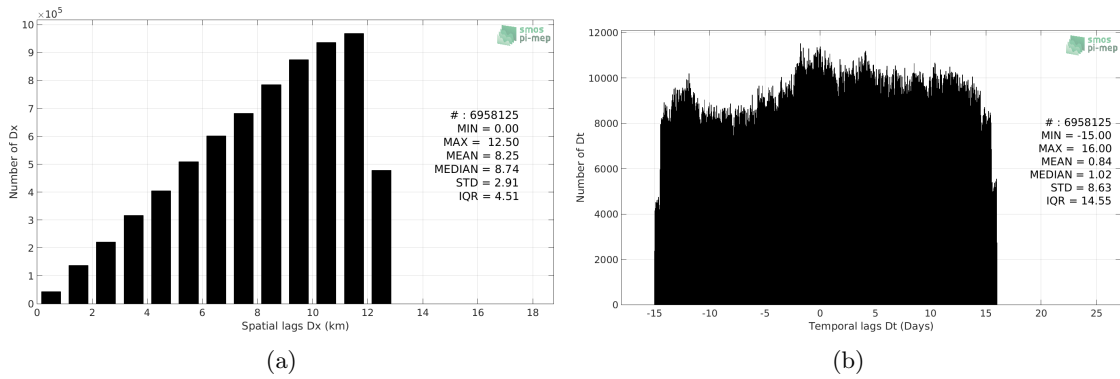 ×10⁵
10
9
8
7
6
5
4
3
2
1
0
Number of Dx
0 2 4 6 8 10 12 14 16 18
Spatial lags Dx (km)
smos
pi-mep
# : 6958125
MIN = 0.00
MAX = 12.50
MEAN = 8.25
MEDIAN = 8.74
STD = 2.91
IQR = 4.51
(a)
12000
10000
8000
6000
4000
2000
0
Number of Dt
-15 -10 -5 0 5 10 15 20 25
Temporal lags Dt (Days)
smos
pi-mep
# : 6958125
MIN = -15.00
MAX = 16.00
MEAN = 0.84
MEDIAN = 1.02
STD = 8.63
IQR = 14.55
(b)